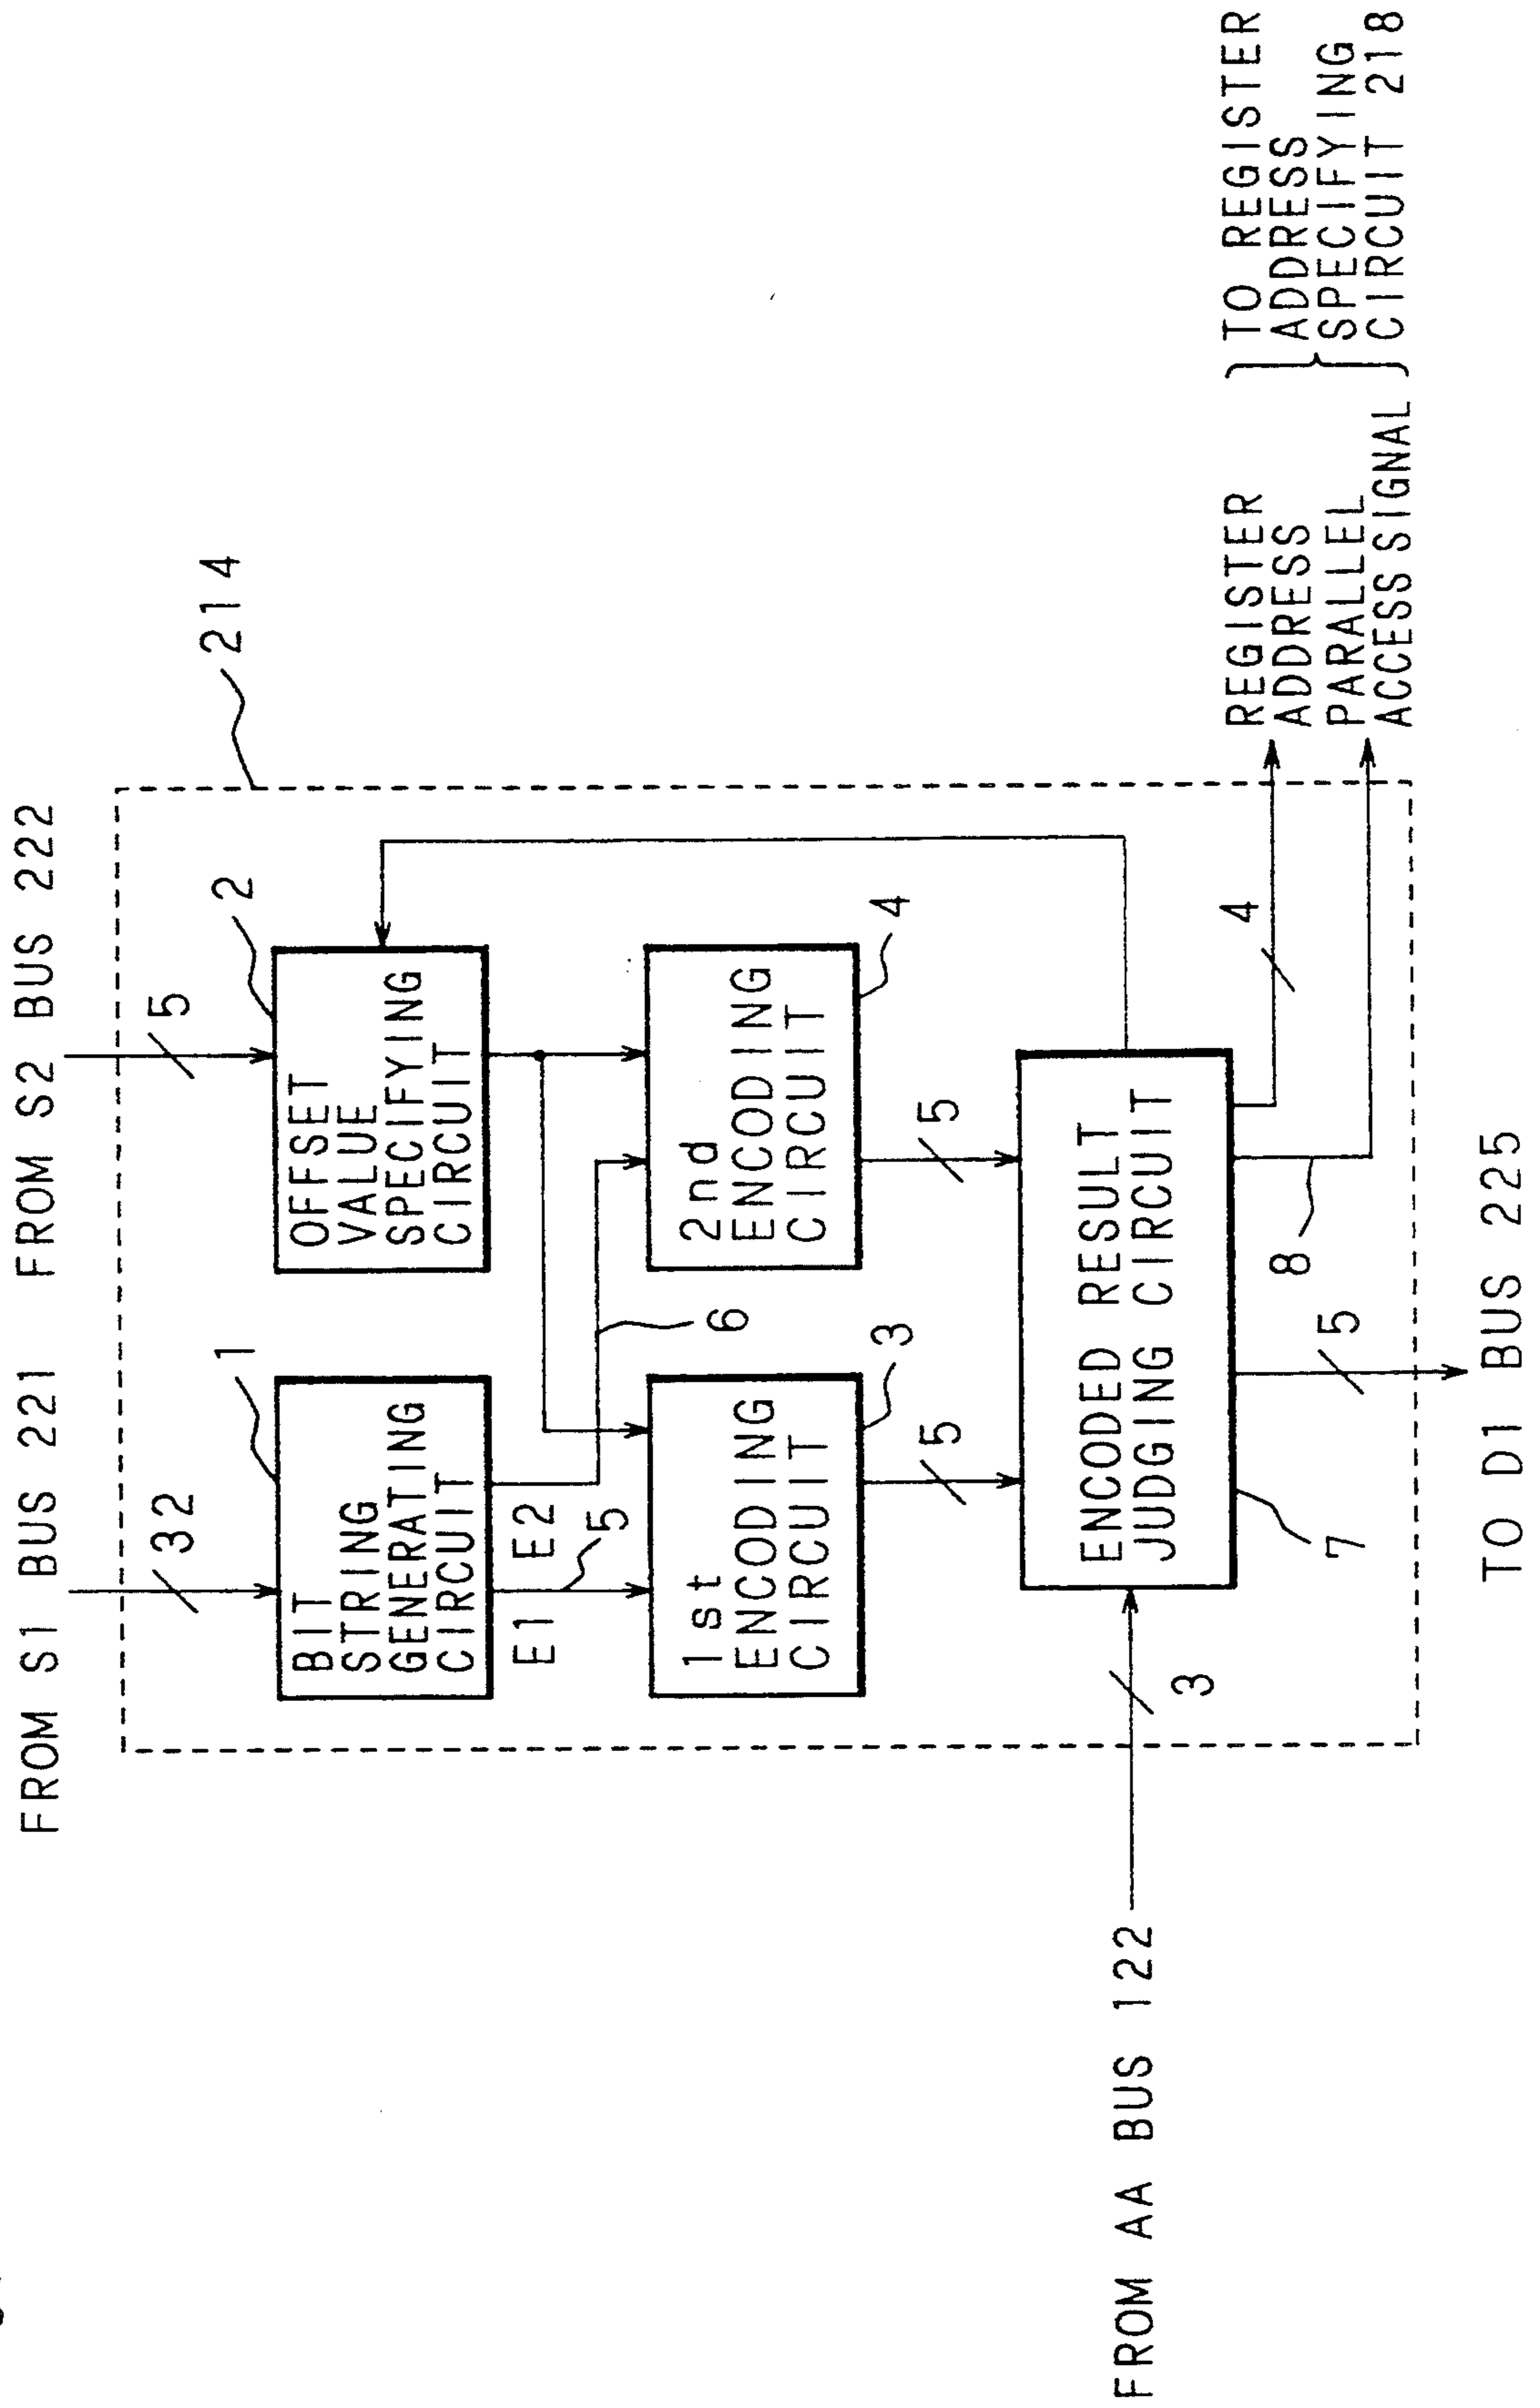 FROM S1 BUS 221
FROM S2 BUS 222
32
5
214
1
2
BIT
STRING
GENERATING
CIRCUIT
OFFSET
VALUE
SPECIFYING
CIRCUIT
E1
E2
5
6
1st
ENCODING
CIRCUIT
3
2nd
ENCODING
CIRCUIT
4
5
5
FROM AA BUS 122
3
ENCODED RESULT
JUDGING CIRCUIT
7
8
4
5
REGISTER
ADDRESS
PARALLEL
ACCESS SIGNAL
TO REGISTER
ADDRESS
SPECIFYING
CIRCUIT 218
TO D1 BUS 225